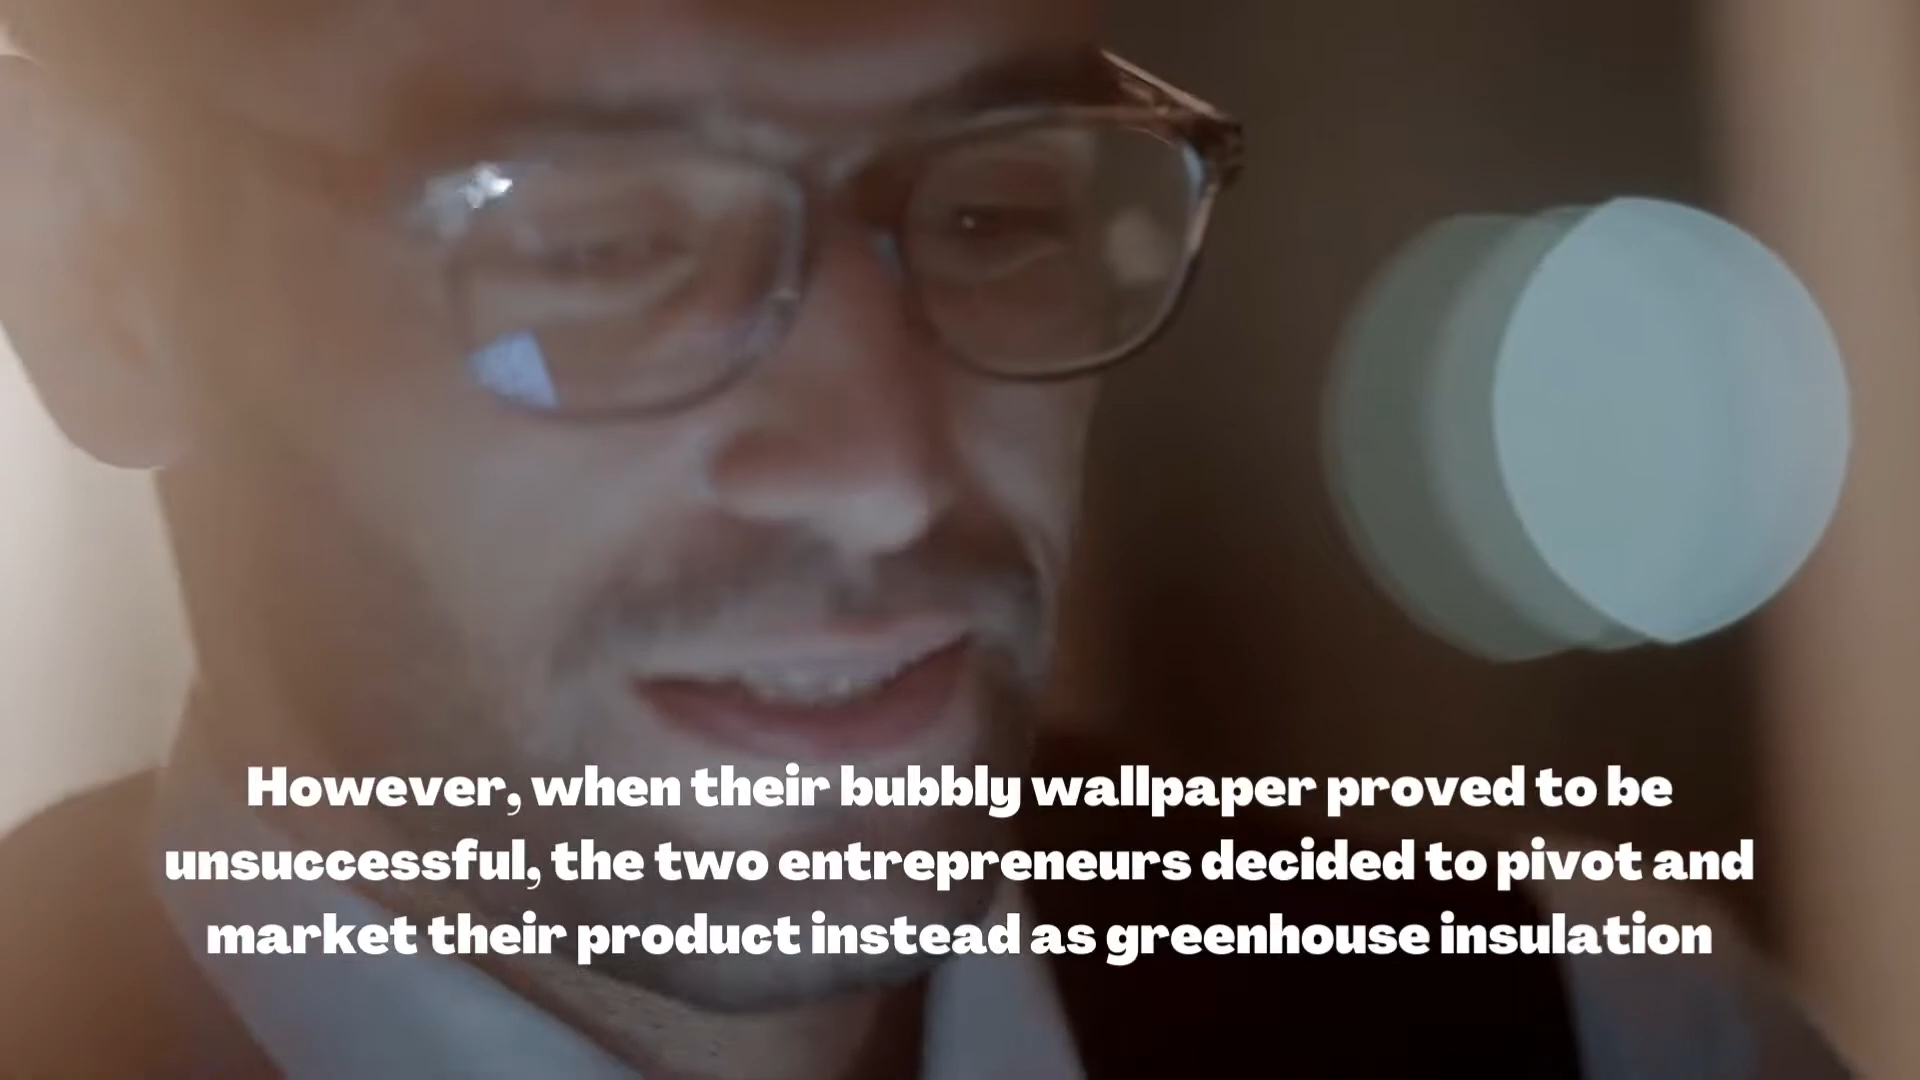 However, when their bubbly wallpaper proved to be
unsuccessful, the two entrepreneurs decided to pivot and
market their product instead as greenhouse insulation